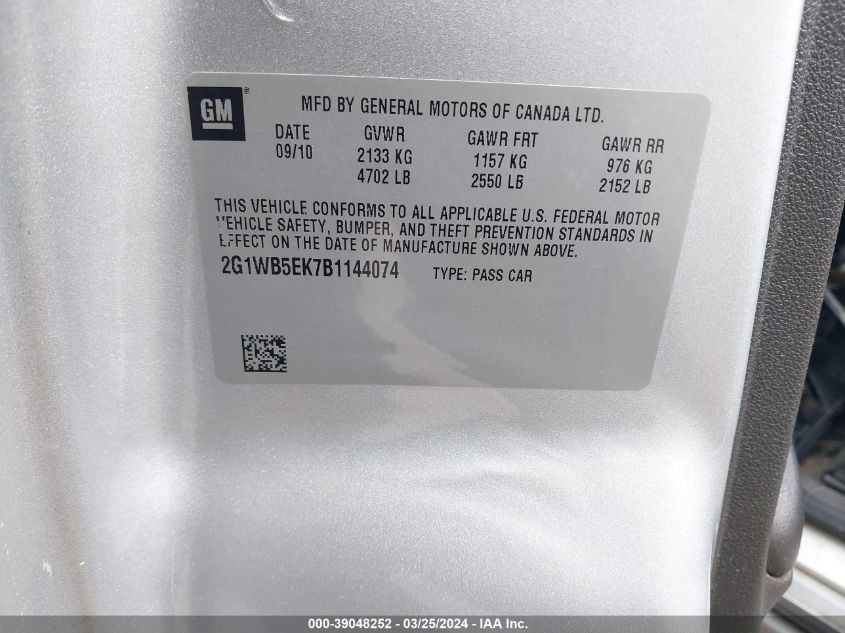 GM®
MFD BY GENERAL MOTORS OF CANADA LTD.
DATE GVWR GAWR FRT GAWR RR
09/10 2133 KG 1157 KG 976 KG
4702 LB 2550 LB 2152 LB
THIS VEHICLE CONFORMS TO ALL APPLICABLE U.S. FEDERAL MOTOR
VEHICLE SAFETY, BUMPER, AND THEFT PREVENTION STANDARDS IN
EFFECT ON THE DATE OF MANUFACTURE SHOWN ABOVE.
2G1WB5EK7B1144074 TYPE: PASS CAR
000-39048252 - 03/25/2024 - IAA Inc.